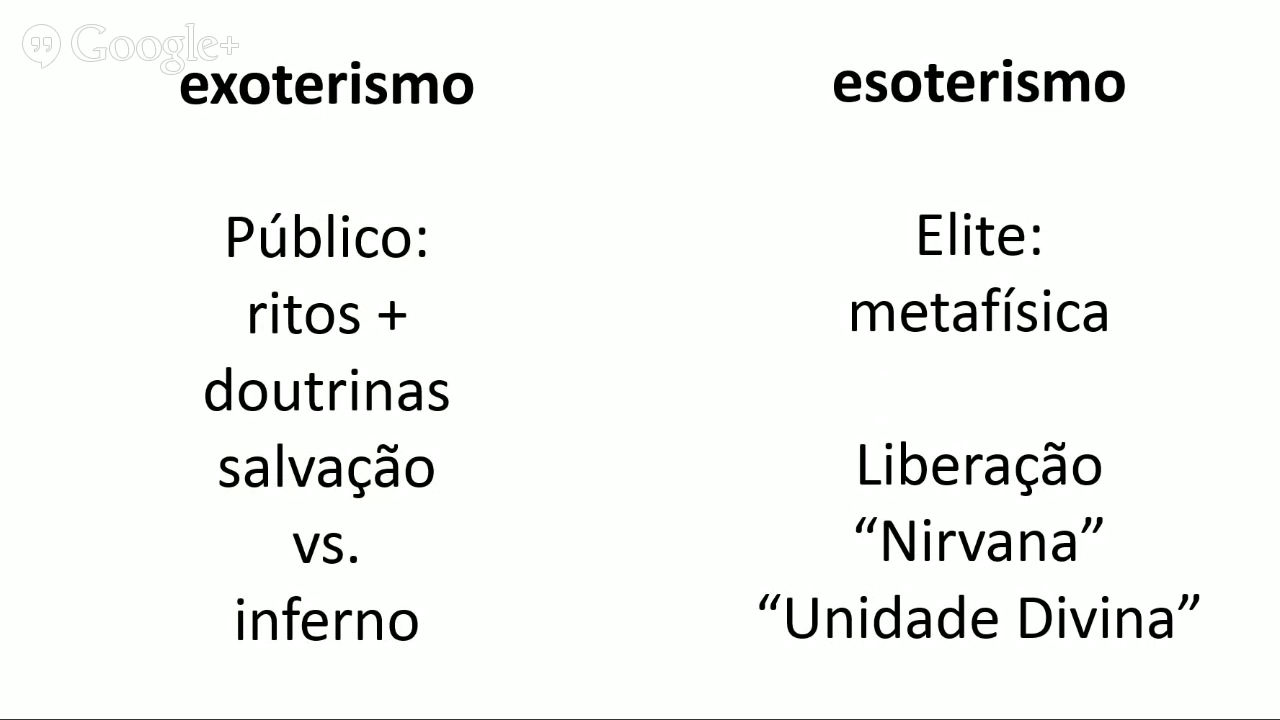 Google+
exoterismo
Público:
ritos +
doutrinas
salvação
vs.
inferno
esoterismo
Elite:
metafísica
Liberação
“Nirvana”
“Unidade Divina”